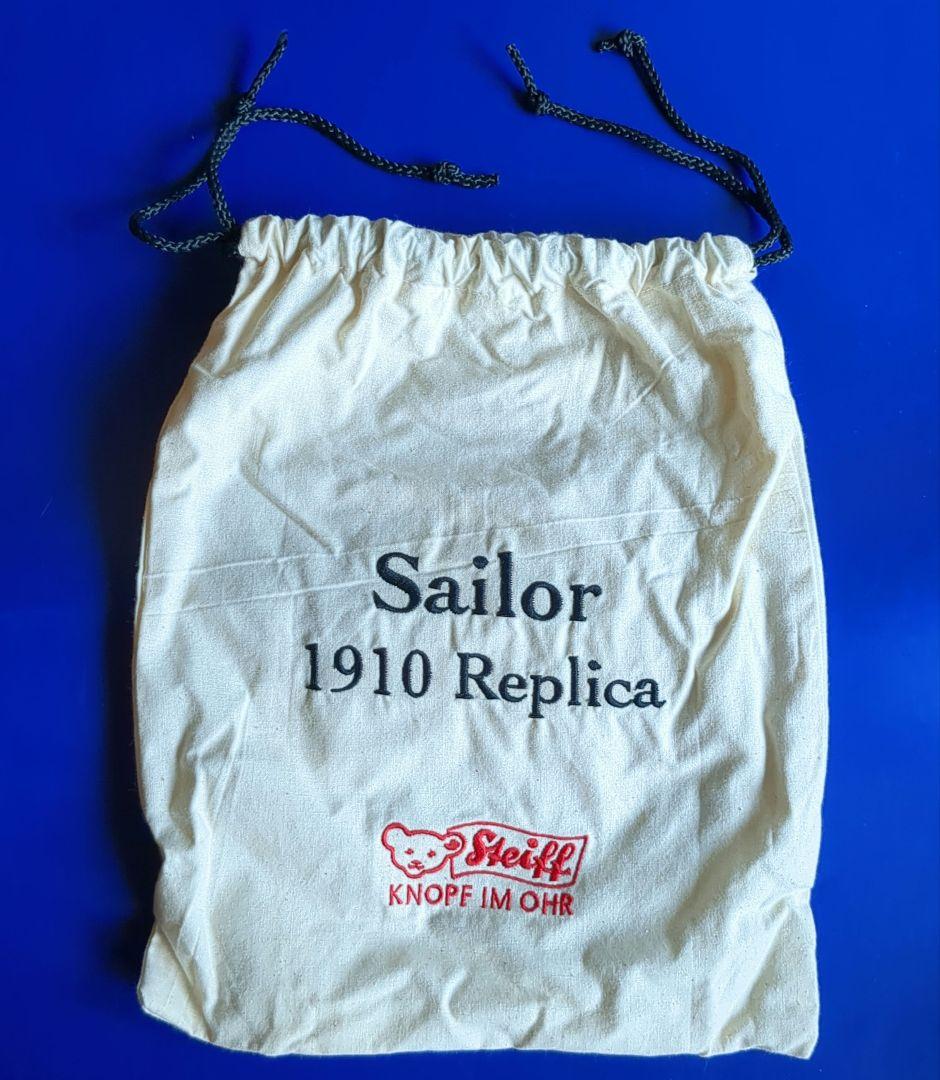 Sailor
1910 Replica
Steiff
KNOPF IM OHR